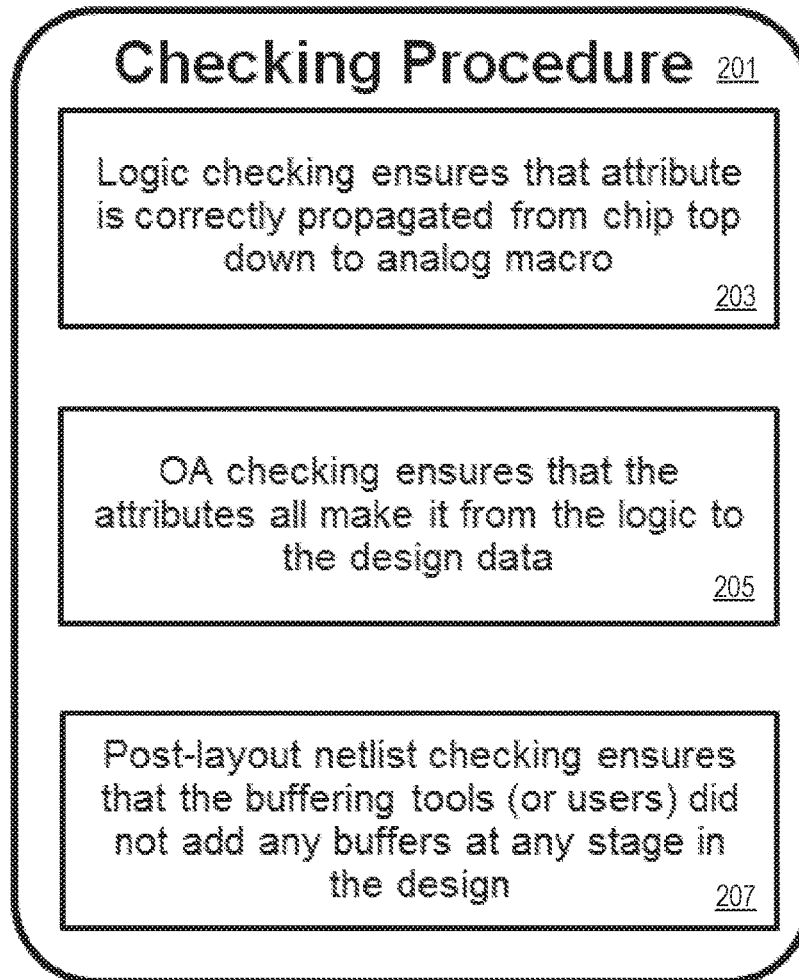 Checking Procedure 201
Logic checking ensures that attribute
is correctly propagated from chip top
down to analog macro
203
OA checking ensures that the
attributes all make it from the logic to
the design data
205
Post-layout netlist checking ensures
that the buffering tools (or users) did
not add any buffers at any stage in
the design
207